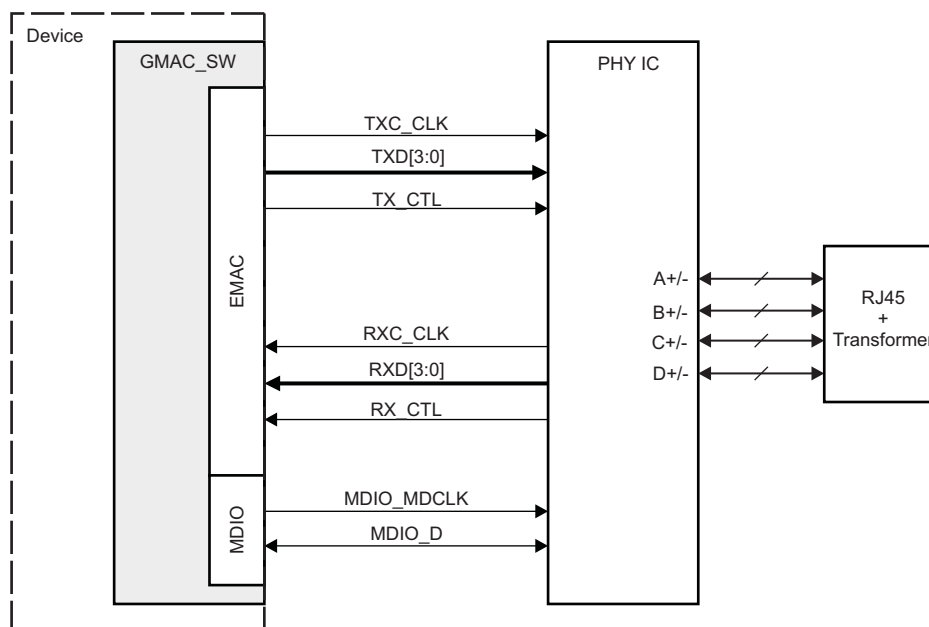 Device
GMAC_SW
PHY IC
TXC_CLK
TXD[3:0]
TX_CTL
EMAC
A+/-
B+/-
C+/-
D+/-
RJ45
+
Transformer
RXC_CLK
RXD[3:0]
RX_CTL
MDIO
MDIO_MDCLK
MDIO_D